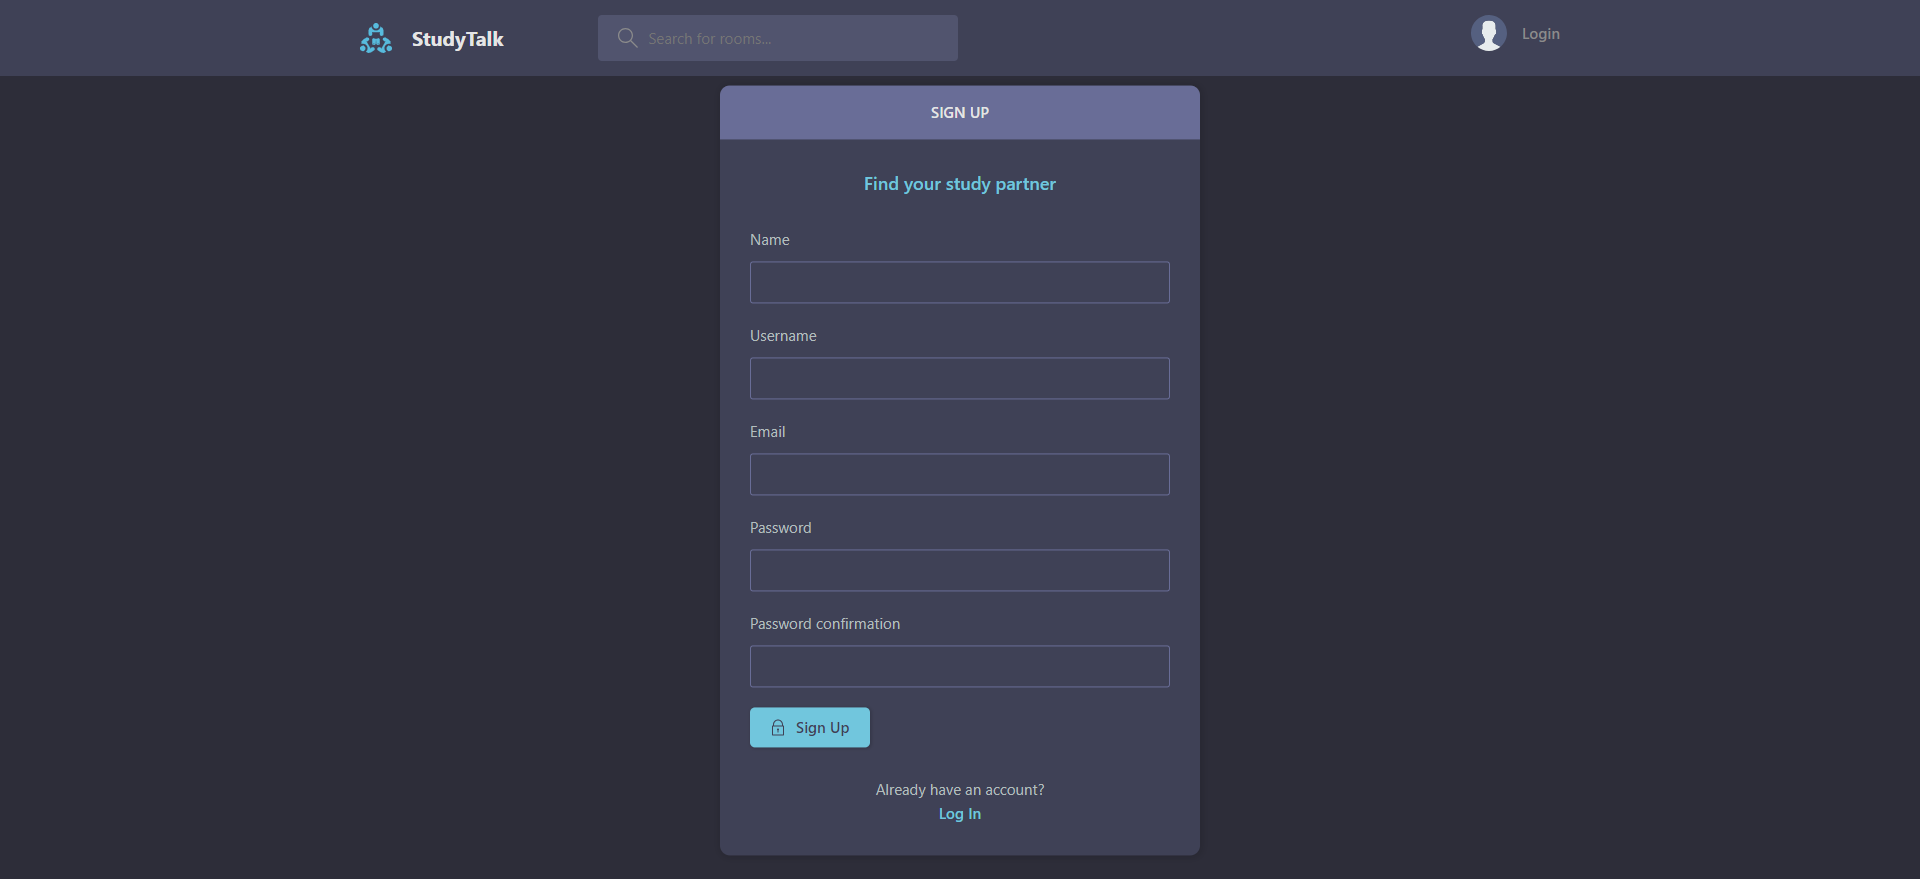 StudyTalk
Search for rooms...
Login
SIGN UP
Find your study partner
Name
Username
Email
Password
Password confirmation
Sign Up
Already have an account?
Log In